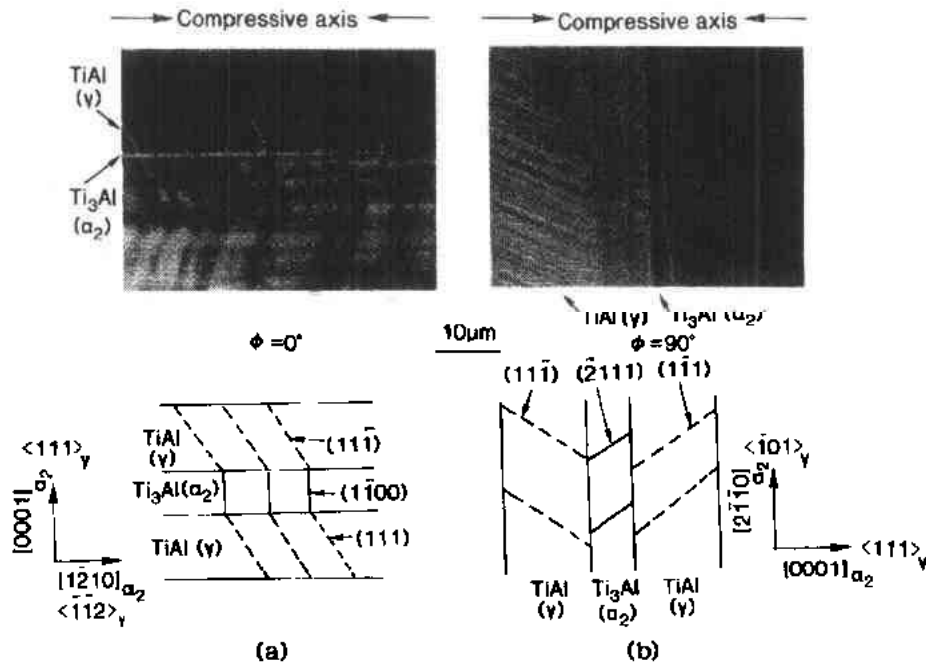 Compressive axis
Compressive axis
TiAl
(γ)
Ti₃Al
(α₂)
TiAl(γ) Ti₃Al(α₂)
ϕ =0°
10μm
ϕ =90°
(111̅)
(2̅111)
(11̅1)
<111>γ
[0001]α₂
TiAl
(γ)
(111̅)
Ti₃Al(α₂)
(11̅00)
TiAl (γ)
(111)
[12̅10]α₂
<1̅1̅2>γ
<1̅01>γ
[21̅1̅0]α₂
<111>γ
[0001]α₂
TiAl
(γ)
Ti₃Al
(α₂)
TiAl
(γ)
(a)
(b)